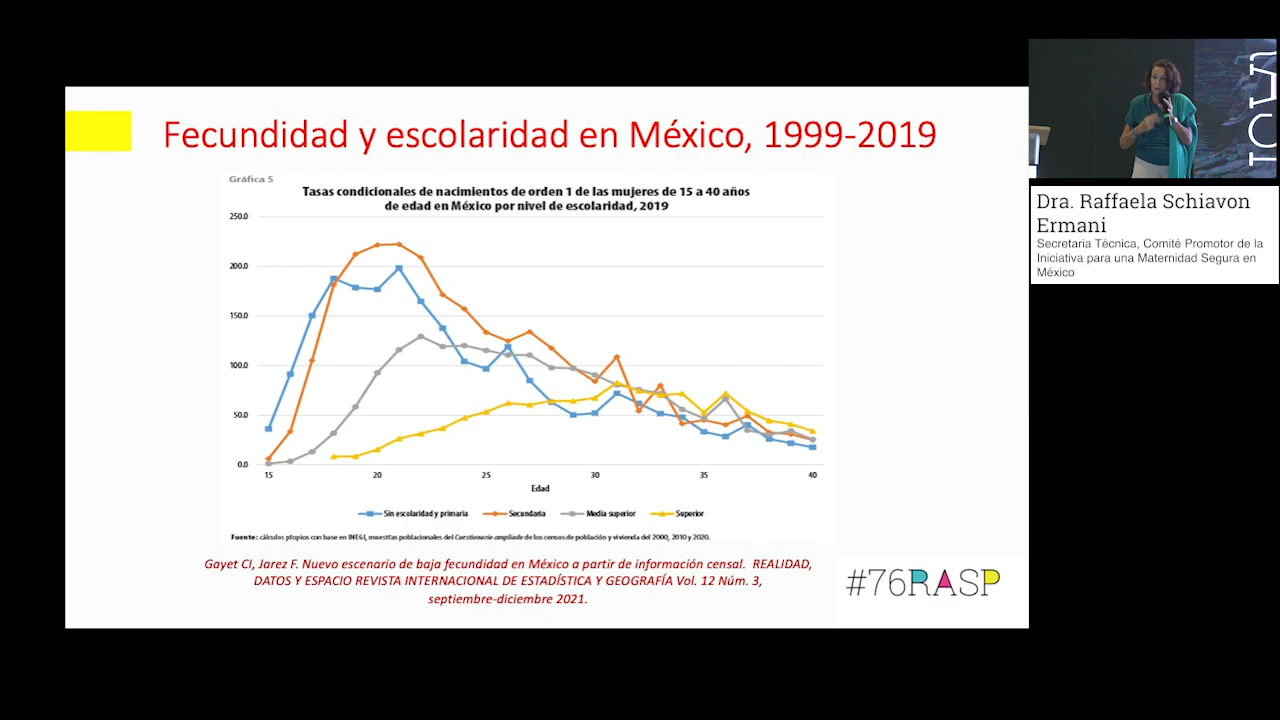 Fecundidad y escolaridad en México, 1999-2019
Gráfica 5
Tasas condicionales de nacimientos de orden 1 de las mujeres de 15 a 40 años
de edad en México por nivel de escolaridad, 2019
250.0
200.0
150.0
100.0
50.0
0.0
15 20 25 30 35 40
Edad
Sin escolaridad y primaria Secundaria Media superior Superior
Fuente: cálculos propios con base en INEGI, muestras poblacionales del Cuestionario ampliado de los censos de población y vivienda del 2000, 2010 y 2020.
Gayet CI, Jarez F. Nuevo escenario de baja fecundidad en México a partir de información censal. REALIDAD,
DATOS Y ESPACIO REVISTA INTERNACIONAL DE ESTADÍSTICA Y GEOGRAFÍA Vol. 12 Núm. 3,
septiembre-diciembre 2021.
#76RASP
Dra. Raffaela Schiavon
Ermani
Secretaria Técnica, Comité Promotor de la
Iniciativa para una Maternidad Segura en
México